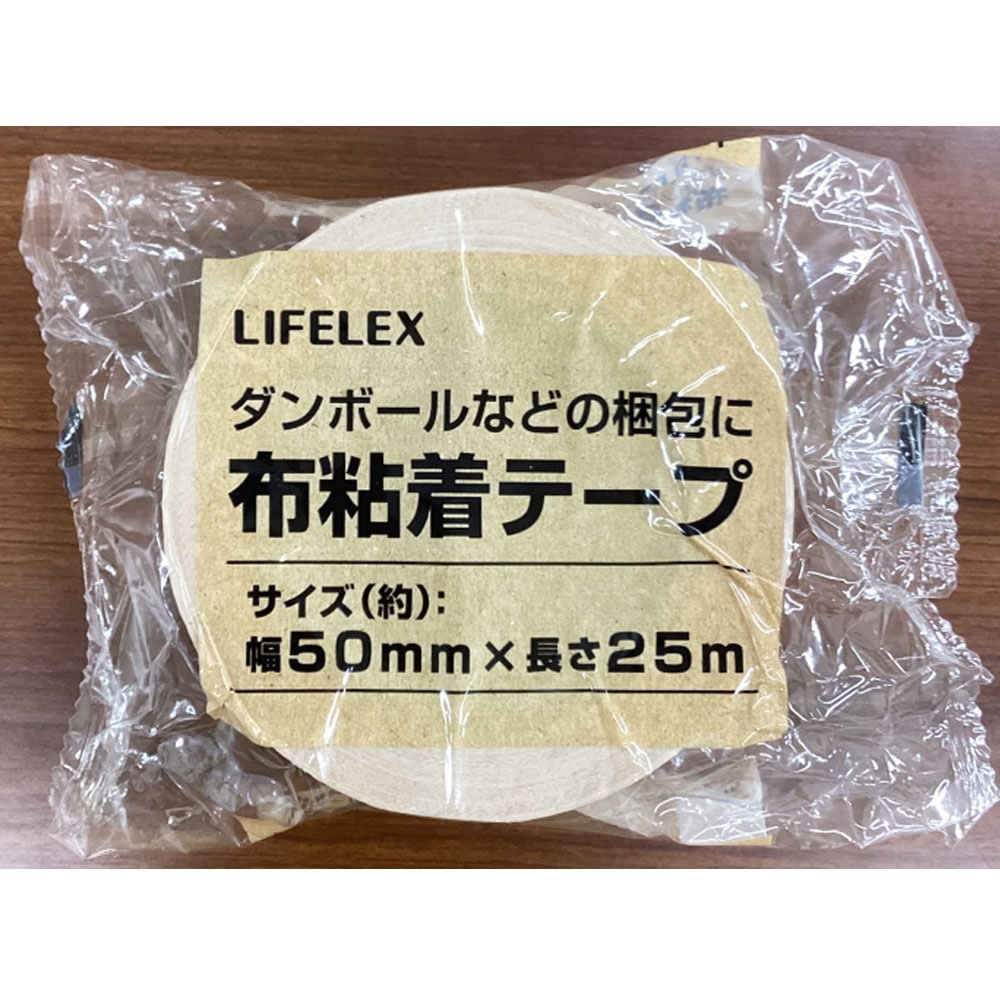 LIFELEX
ダンボールなどの梱包に
布粘着テープ
サイズ(約):
幅50mm×長さ25m